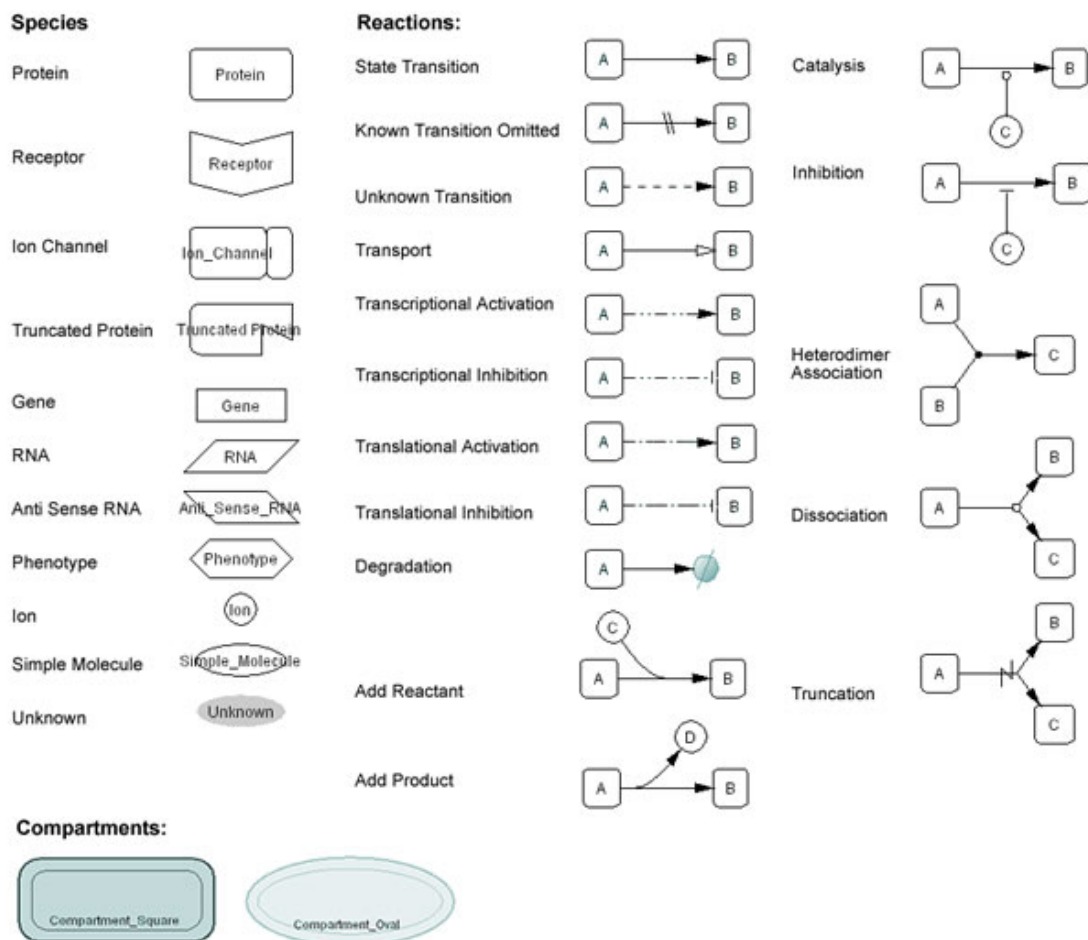 Species
Protein
Protein
Receptor
Receptor
Ion Channel
Ion_Channel
Truncated Protein
Truncated Protein
Gene
Gene
RNA
RNA
Anti Sense RNA
Anti_Sense_RNA
Phenotype
Phenotype
Ion
Ion
Simple Molecule
Simple_Molecule
Unknown
Unknown
Reactions:
State Transition
A B
Known Transition Omitted
A B
Unknown Transition
A B
Transport
A B
Transcriptional Activation
A B
Transcriptional Inhibition
A B
Translational Activation
A B
Translational Inhibition
A B
Degradation
A
Add Reactant
C
A B
Add Product
D
A B
Catalysis
A B
C
Inhibition
A B
C
Heterodimer
Association
A
C
B
Dissociation
B
A
C
Truncation
B
A
C
Compartments:
Compartment_Square
Compartment_Oval